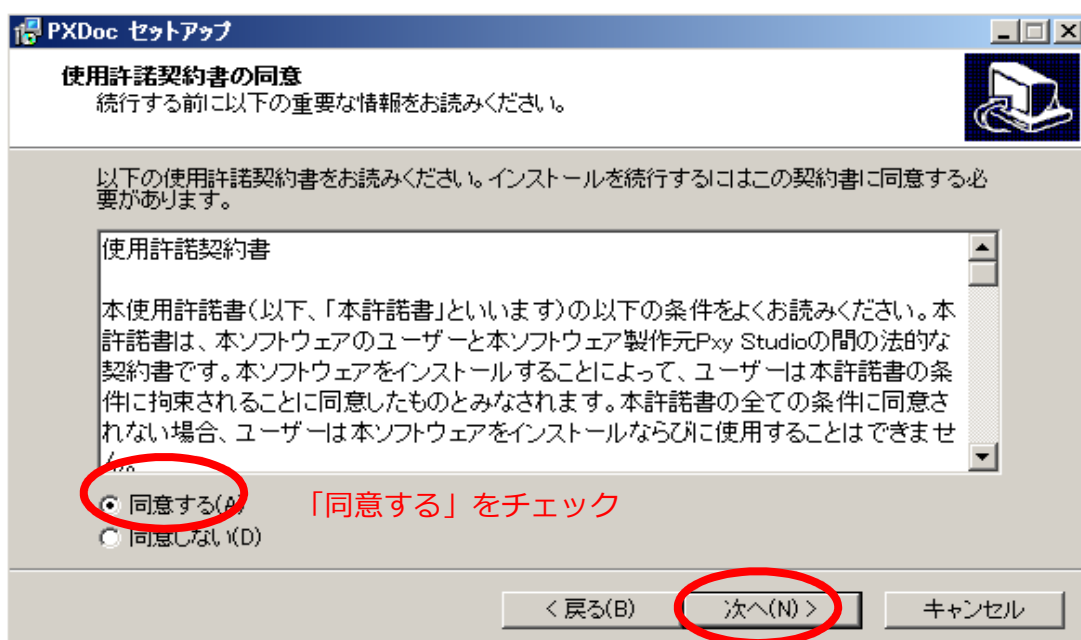 PXDoc セットアップ
使用許諾契約書の同意
続行する前に以下の重要な情報をお読みください。
以下の使用許諾契約書をお読みください。インストールを続行するにはこの契約書に同意する必
要があります。
使用許諾契約書
本使用許諾書(以下、「本許諾書」といいます)の以下の条件をよくお読みください。本
許諾書は、本ソフトウェアのユーザーと本ソフトウェア製作元Pxy Studioの間の法的な
契約書です。本ソフトウェアをインストールすることによって、ユーザーは本許諾書の条
件に拘束されることに同意したものとみなされます。本許諾書の全ての条件に同意さ
れない場合、ユーザーは本ソフトウェアをインストールならびに使用することはできませ
ん。
同意する(A) 「同意する」をチェック
同意しない(D)
< 戻る(B) 次へ(N) > キャンセル